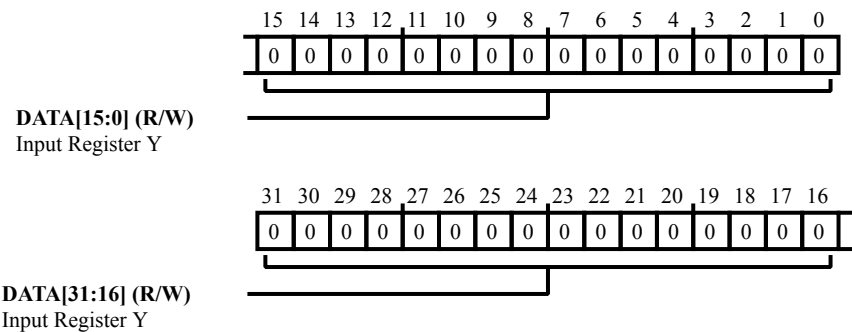 15 14 13 12 11 10 9 8 7 6 5 4 3 2 1 0
0 0 0 0 0 0 0 0 0 0 0 0 0 0 0 0
DATA[15:0] (R/W)
Input Register Y
31 30 29 28 27 26 25 24 23 22 21 20 19 18 17 16
0 0 0 0 0 0 0 0 0 0 0 0 0 0 0 0
DATA[31:16] (R/W)
Input Register Y